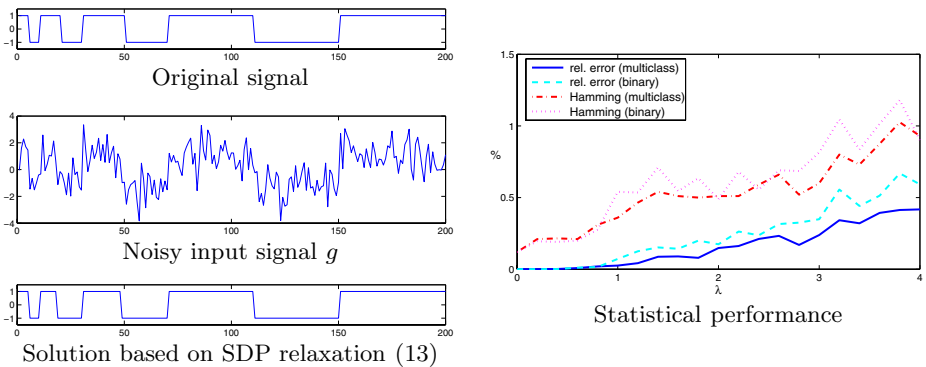 1
0
−1
0 50 100 150 200
Original signal
4
2
0
−2
−4
0 50 100 150 200
Noisy input signal g
1
0
−1
0 50 100 150 200
Solution based on SDP relaxation (13)
1.5
1
0.5
0
%
rel. error (multiclass)
rel. error (binary)
Hamming (multiclass)
Hamming (binary)
0 1 2 3 4
λ
Statistical performance